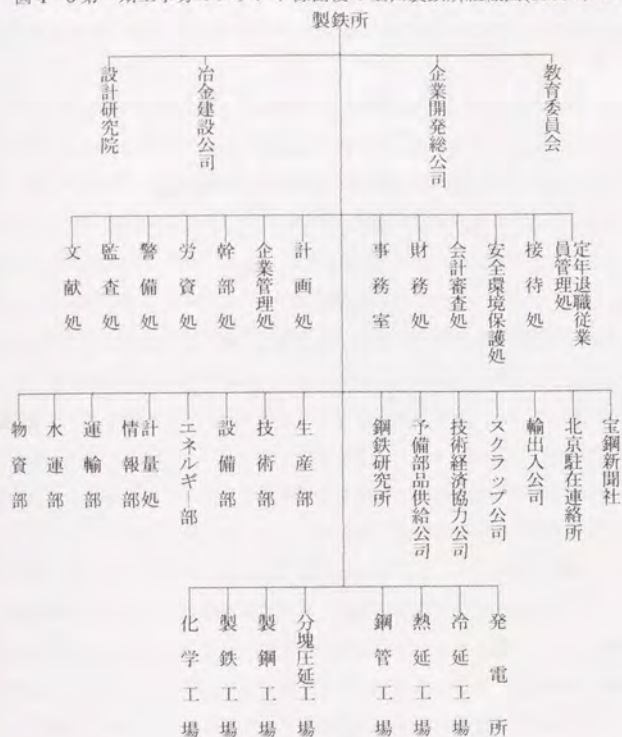 製鉄所
設計研究院
冶金建設公司
企業開発総公司
教育委員会
文献処
監査処
警備処
労資処
幹部処
企業管理処
計画処
事務室
財務処
会計審査処
安全環境保護処
接待処
定年退職従業
員管理処
物資部
水運部
運輸部
計量処
情報部
エネルギー部
設備部
技術部
生産部
鋼鉄研究所
予備部品供給公司
技術経済協力公司
スクラップ公司
輸出入公司
北京駐在連絡所
宝鋼新聞社
化学工場
製鉄工場
製鋼工場
分塊圧延工場
鋼管工場
熱延工場
冷延工場
発電所